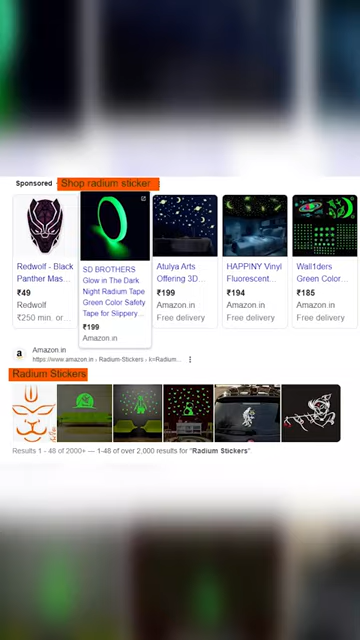 Sponsored · Shop radium sticker
Redwolf - Black
Panther Mas...
₹49
Redwolf
₹250 min. or...
SD BROTHERS
Glow in The Dark
Night Radium Tape
Green Color Safety
Tape for Slippery...
₹199
Amazon.in
Atulya Arts
Offering 3D...
₹199
Amazon.in
Free delivery
HAPPINY Vinyl
Fluorescent...
₹194
Amazon.in
Free delivery
Wall1ders
Green Color...
₹185
Amazon.in
Free delivery
a
Amazon.in
https://www.amazon.in › Radium-Stickers › k=Radium...
Radium Stickers
Results 1 - 48 of 2000+ — 1-48 of over 2,000 results for "Radium Stickers"